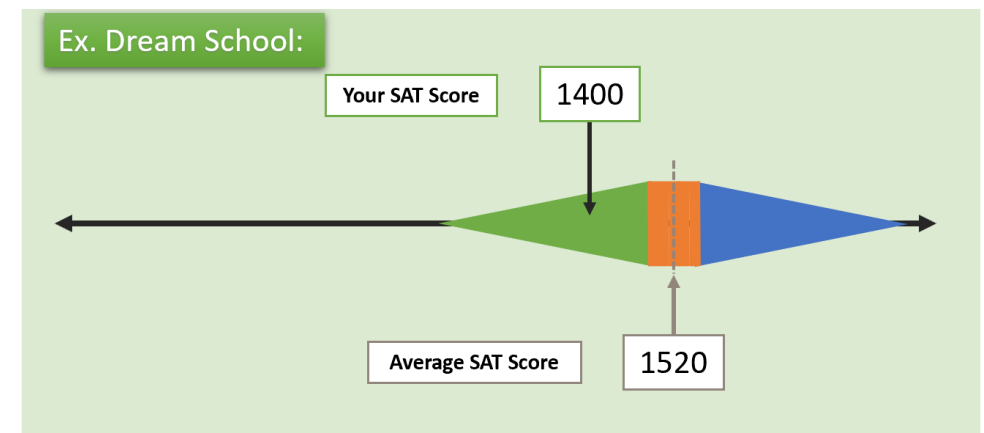 Ex. Dream School:
Your SAT Score
1400
Average SAT Score
1520